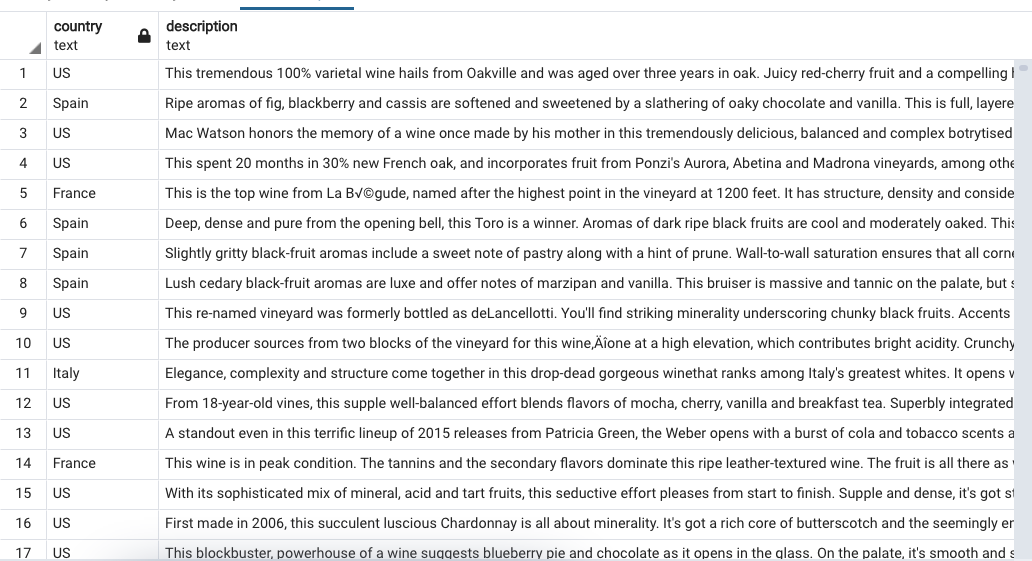 country description
text text
1 US This tremendous 100% varietal wine hails from Oakville and was aged over three years in oak. Juicy red-cherry fruit and a compelling
2 Spain Ripe aromas of fig, blackberry and cassis are softened and sweetened by a slathering of oaky chocolate and vanilla. This is full, layere
3 US Mac Watson honors the memory of a wine once made by his mother in this tremendously delicious, balanced and complex botrytised
4 US This spent 20 months in 30% new French oak, and incorporates fruit from Ponzi's Aurora, Abetina and Madrona vineyards, among othe
5 France This is the top wine from La B√©gude, named after the highest point in the vineyard at 1200 feet. It has structure, density and conside
6 Spain Deep, dense and pure from the opening bell, this Toro is a winner. Aromas of dark ripe black fruits are cool and moderately oaked. This
7 Spain Slightly gritty black-fruit aromas include a sweet note of pastry along with a hint of prune. Wall-to-wall saturation ensures that all corne
8 Spain Lush cedary black-fruit aromas are luxe and offer notes of marzipan and vanilla. This bruiser is massive and tannic on the palate, but s
9 US This re-named vineyard was formerly bottled as deLancellotti. You'll find striking minerality underscoring chunky black fruits. Accents
10 US The producer sources from two blocks of the vineyard for this wine‚Äîone at a high elevation, which contributes bright acidity. Crunchy
11 Italy Elegance, complexity and structure come together in this drop-dead gorgeous winethat ranks among Italy's greatest whites. It opens w
12 US From 18-year-old vines, this supple well-balanced effort blends flavors of mocha, cherry, vanilla and breakfast tea. Superbly integrated
13 US A standout even in this terrific lineup of 2015 releases from Patricia Green, the Weber opens with a burst of cola and tobacco scents a
14 France This wine is in peak condition. The tannins and the secondary flavors dominate this ripe leather-textured wine. The fruit is all there as
15 US With its sophisticated mix of mineral, acid and tart fruits, this seductive effort pleases from start to finish. Supple and dense, it's got st
16 US First made in 2006, this succulent luscious Chardonnay is all about minerality. It's got a rich core of butterscotch and the seemingly en
17 US This blockbuster, powerhouse of a wine suggests blueberry pie and chocolate as it opens in the glass. On the palate, it's smooth and s